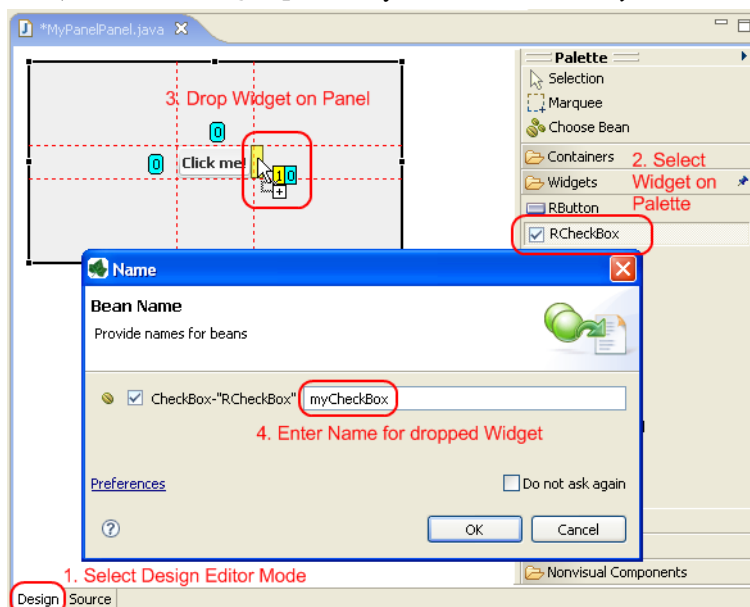 *MyPanelPanel.java
Palette
Selection
Marquee
Choose Bean
Containers
Widgets
RButton
RCheckBox
2. Select
Widget on
Palette
3. Drop Widget on Panel
0
0
Click me!
1 0
Name
Bean Name
Provide names for beans
CheckBox-"RCheckBox"
myCheckBox
4. Enter Name for dropped Widget
Preferences
Do not ask again
OK
Cancel
1. Select Design Editor Mode
Nonvisual Components
Design
Source